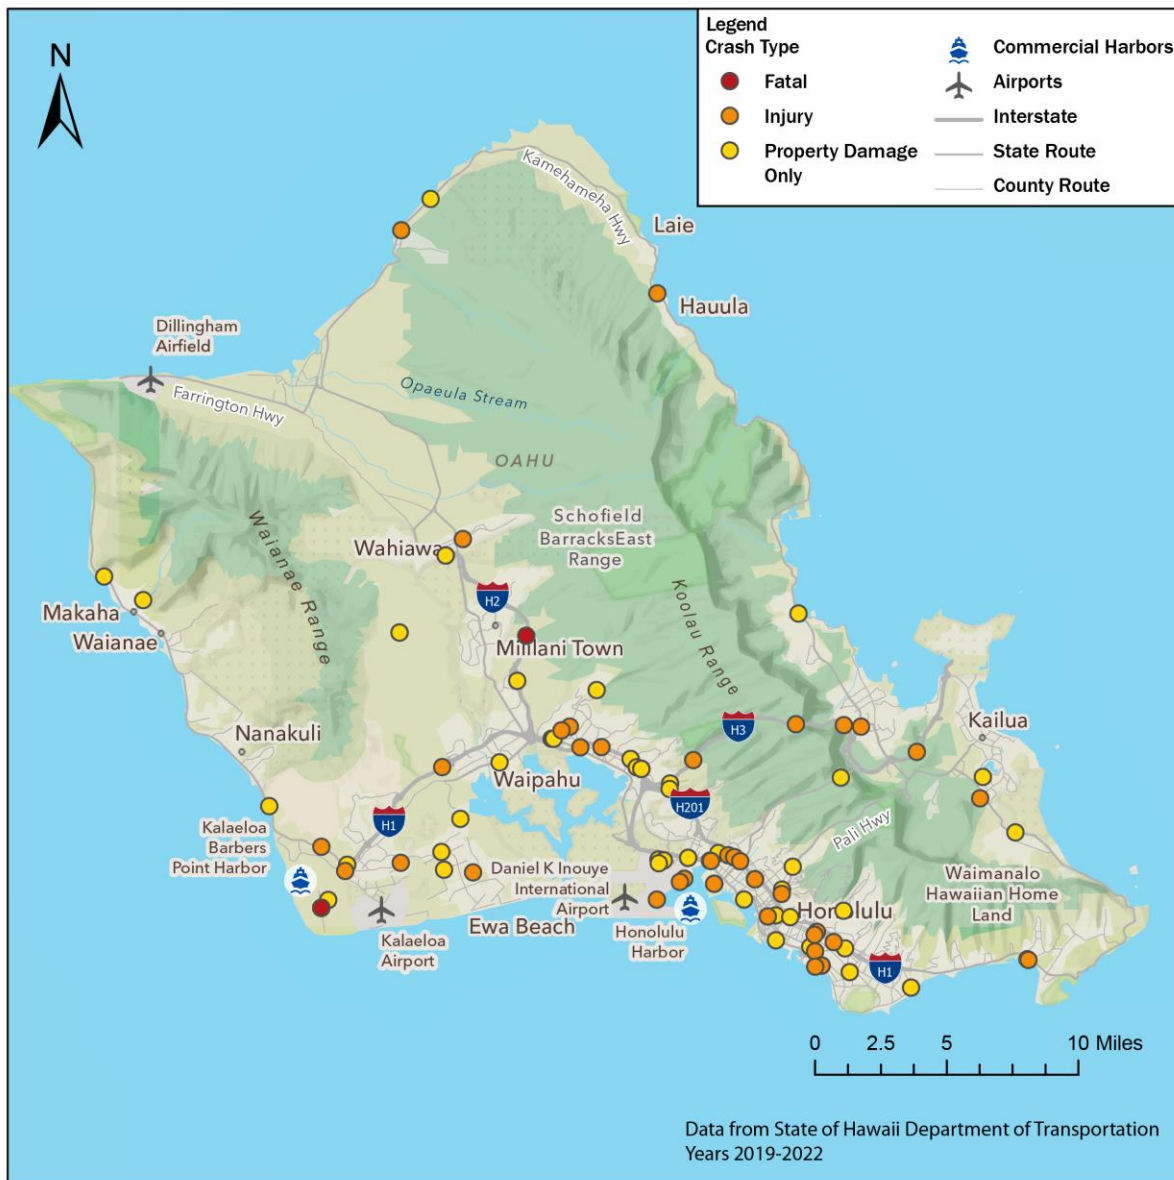 Legend
Crash Type
Fatal
Injury
Property Damage
Only
Commercial Harbors
Airports
Interstate
State Route
County Route
N
Kamehameha Hwy
Laie
Hauula
Dillingham
Airfield
Farrington Hwy
Opaeula Stream
OAHU
Schofield
BarracksEast
Range
Wahiawa
Waianae Range
H2
Makaha
Waianae
Mililani Town
Koolau Range
Nanakuli
H3
Kailua
Waipahu
H201
H1
Pali Hwy
Kalaeloa
Barbers
Point Harbor
Daniel K Inouye
International
Airport
Waimanalo
Hawaiian Home
Land
Honolulu
Ewa Beach
Honolulu
Harbor
Kalaeloa
Airport
H1
0 2.5 5 10 Miles
Data from State of Hawaii Department of Transportation
Years 2019-2022